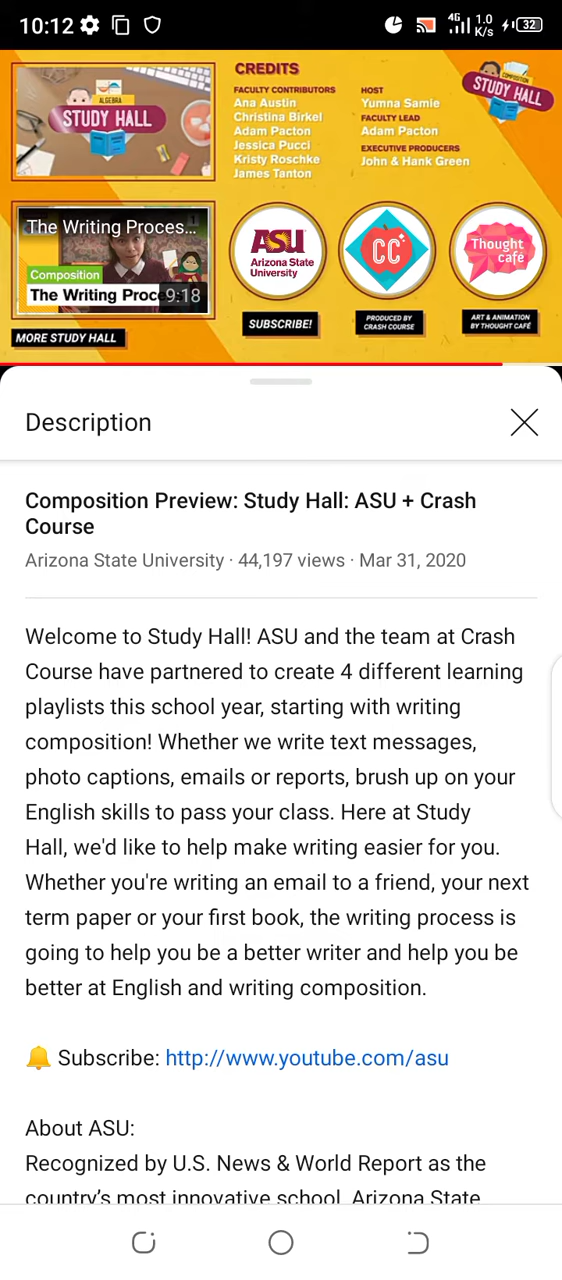 10:12
4G 1.0 K/s 32
ALGEBRA
STUDY HALL
CREDITS
FACULTY CONTRIBUTORS
Ana Austin
Christina Birkel
Adam Pacton
Jessica Pucci
Kristy Roschke
James Tanton
HOST
Yumna Samie
FACULTY LEAD
Adam Pacton
EXECUTIVE PRODUCERS
John & Hank Green
COMPOSITION
STUDY HALL
The Writing Proces...
Composition
The Writing Proc
9:18
MORE STUDY HALL
ASU
Arizona State
University
SUBSCRIBE!
CC
PRODUCED BY
CRASH COURSE
Thought
café
ART & ANIMATION
BY THOUGHT CAFÉ
Description
Composition Preview: Study Hall: ASU + Crash
Course
Arizona State University · 44,197 views · Mar 31, 2020
Welcome to Study Hall! ASU and the team at Crash
Course have partnered to create 4 different learning
playlists this school year, starting with writing
composition! Whether we write text messages,
photo captions, emails or reports, brush up on your
English skills to pass your class. Here at Study
Hall, we'd like to help make writing easier for you.
Whether you're writing an email to a friend, your next
term paper or your first book, the writing process is
going to help you be a better writer and help you be
better at English and writing composition.
🔔 Subscribe: http://www.youtube.com/asu
About ASU:
Recognized by U.S. News & World Report as the
country's most innovative school, Arizona State